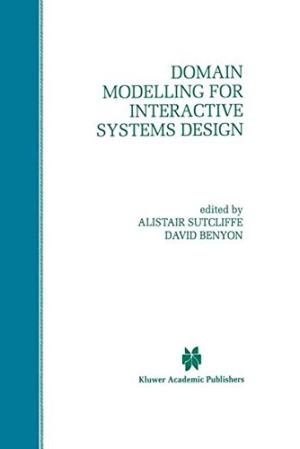 DOMAIN
MODELLING FOR
INTERACTIVE
SYSTEMS DESIGN
edited by
ALISTAIR SUTCLIFFE
DAVID BENYON
Kluwer Academic Publishers